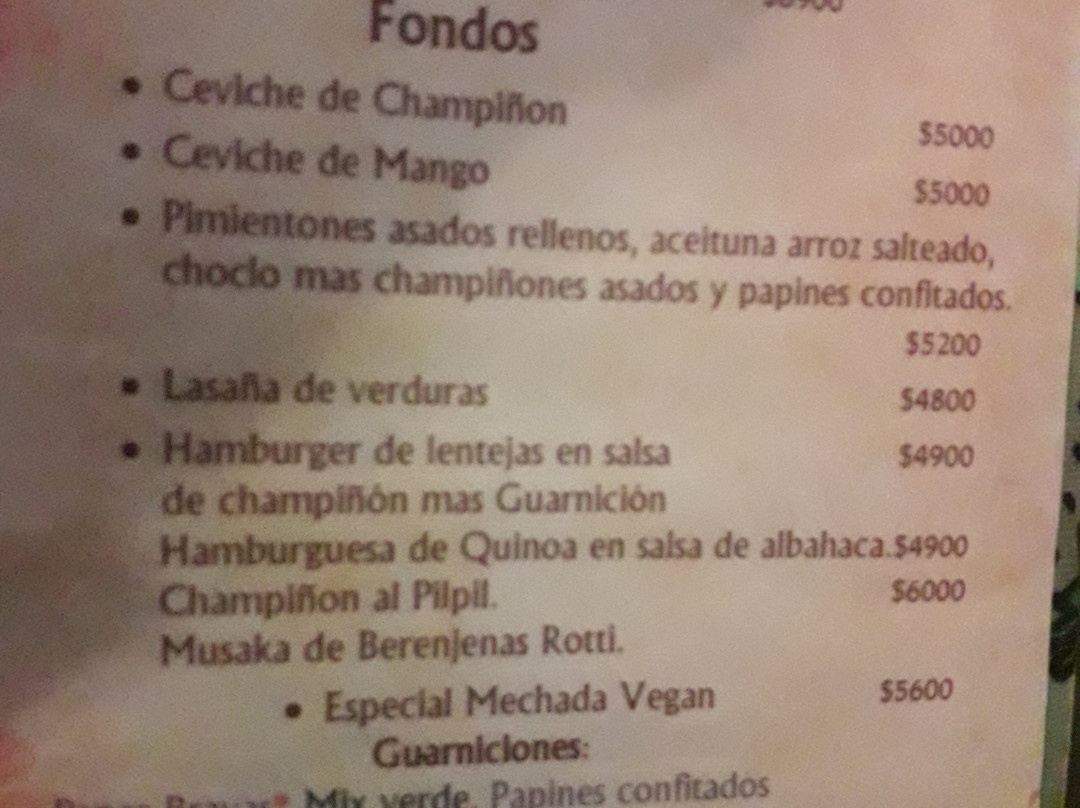 Fondos
• Ceviche de Champiñon $5000
• Ceviche de Mango $5000
• Pimientones asados rellenos, aceituna arroz salteado,
choclo mas champiñones asados y papines confitados.
$5200
• Lasaña de verduras $4800
• Hamburger de lentejas en salsa $4900
de champiñón mas Guarnición
Hamburguesa de Quinoa en salsa de albahaca.$4900
Champiñon al Pilpil. $6000
Musaka de Berenjenas Rotti.
• Especial Mechada Vegan $5600
Guarniciones:
Mix verde, Papines confitados